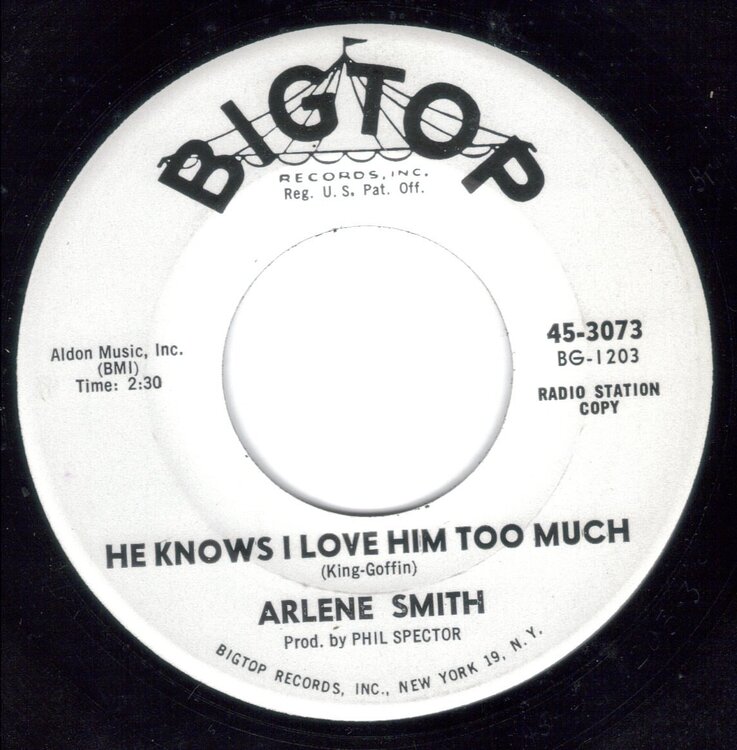 BIGTOP
RECORDS, INC.
Reg. U. S. Pat. Off.
Aldon Music, Inc.
(BMI)
Time: 2:30
45-3073
BG-1203
RADIO STATION
COPY
HE KNOWS I LOVE HIM TOO MUCH
(King-Goffin)
ARLENE SMITH
Prod. by PHIL SPECTOR
BIGTOP RECORDS, INC., NEW YORK 19, N. Y.